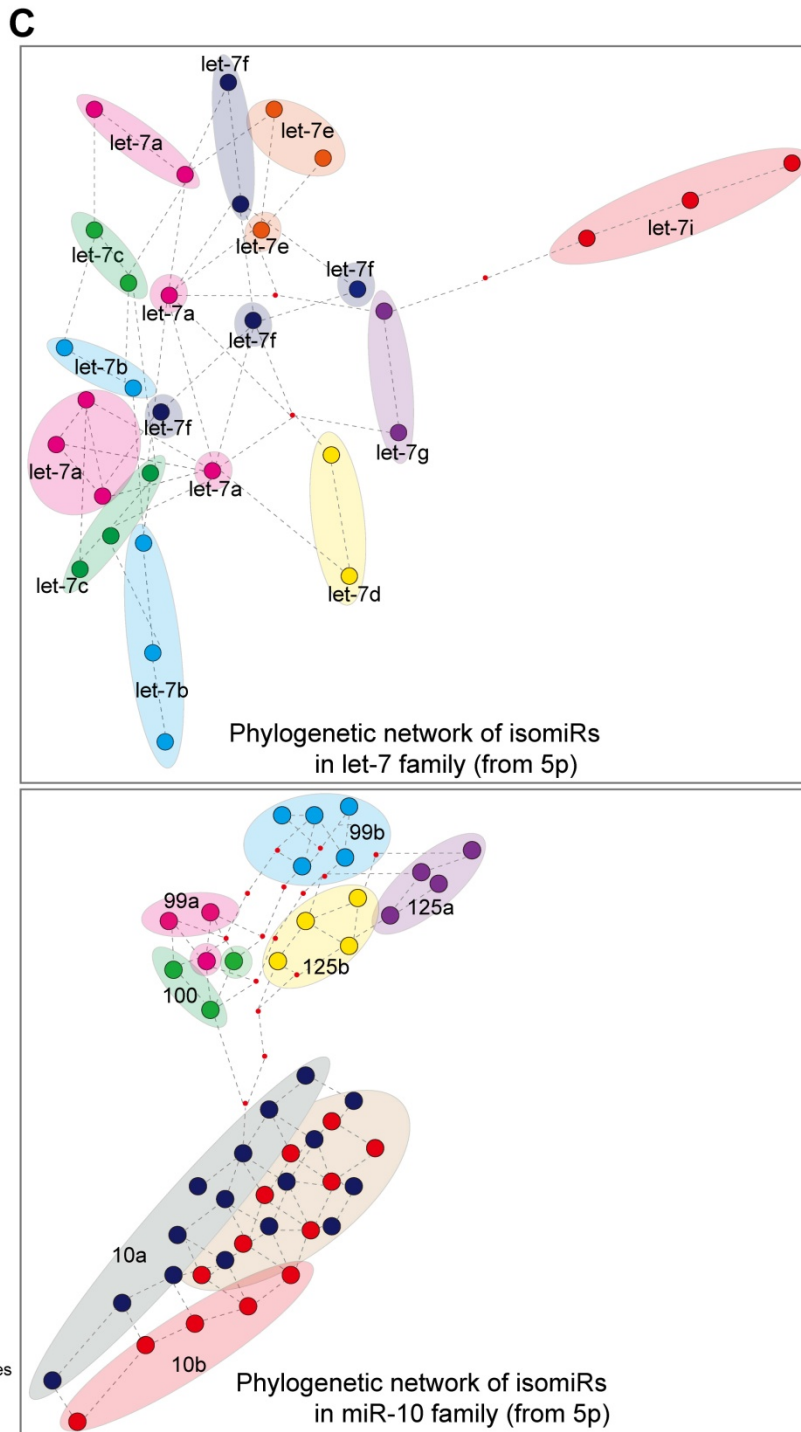 C
let-7f
let-7a
let-7e
let-7i
let-7c
let-7e
let-7f
let-7a
let-7f
let-7b
let-7f
let-7g
let-7a
let-7a
let-7c
let-7d
let-7b
Phylogenetic network of isomiRs
in let-7 family (from 5p)
99b
99a
125a
125b
100
10a
10b
es
Phylogenetic network of isomiRs
in miR-10 family (from 5p)